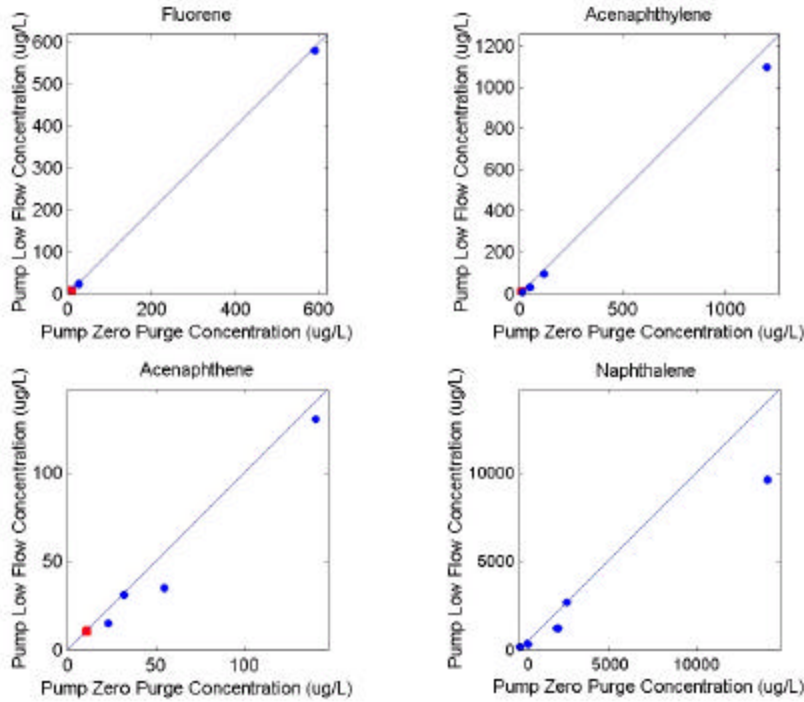 Fluorene
Pump Low Flow Concentration (ug/L)
600
500
400
300
200
100
0
0 200 400 600
Pump Zero Purge Concentration (ug/L)
Acenaphthylene
Pump Low Flow Concentration (ug/L)
1200
1000
800
600
400
200
0
0 500 1000
Pump Zero Purge Concentration (ug/L)
Acenaphthene
Pump Low Flow Concentration (ug/L)
100
50
0
0 50 100
Pump Zero Purge Concentration (ug/L)
Naphthalene
Pump Low Flow Concentration (ug/L)
10000
5000
0
0 5000 10000
Pump Zero Purge Concentration (ug/L)